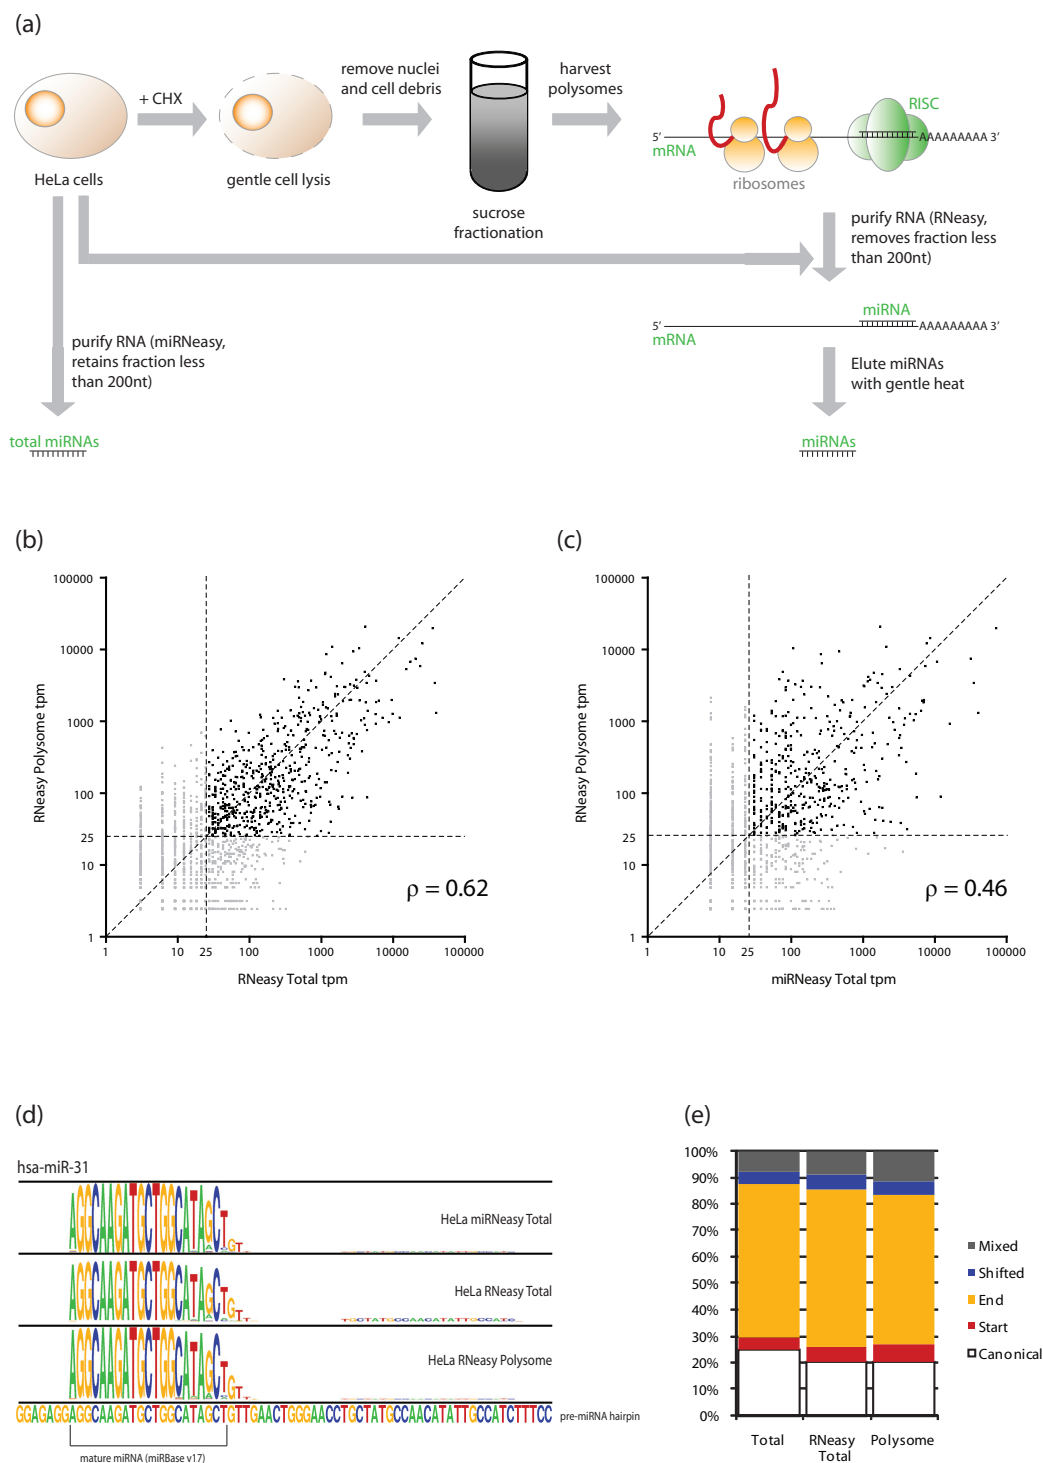 (a)
+ CHX
remove nuclei
and cell debris
harvest
polysomes
RISC
5’
mRNA
AAAAAAAAA 3’
ribosomes
HeLa cells
gentle cell lysis
sucrose
fractionation
purify RNA (RNeasy,
removes fraction less
than 200nt)
miRNA
5’
mRNA
AAAAAAAAA 3’
purify RNA (miRNeasy,
retains fraction less
than 200nt)
Elute miRNAs
with gentle heat
total miRNAs
miRNAs
(b)
100000
10000
1000
100
25
10
1
RNeasy Polysome tpm
ρ = 0.62
1 10 25 100 1000 10000 100000
RNeasy Total tpm
(c)
100000
10000
1000
100
25
10
1
RNeasy Polysome tpm
ρ = 0.46
1 10 25 100 1000 10000 100000
miRNeasy Total tpm
(d)
hsa-miR-31
AGGCAAGATGCTGGCATAGCTGT
HeLa miRNeasy Total
AGGCAAGATGCTGGCATAGCTGTT
HeLa RNeasy Total
TGCTATGCCAACATATTGCCATC
AGGCAAGATGCTGGCATAGCTGT
HeLa RNeasy Polysome
GGAGAGGAGGCAAGATGCTGGCATAGCTGTTGAACTGGGAACCTGCTATGCCAACATATTGCCATCTTTCC
pre-miRNA hairpin
mature miRNA (miRBase v17)
(e)
100%
90%
80%
70%
60%
50%
40%
30%
20%
10%
0%
Total
RNeasy
Total
Polysome
Mixed
Shifted
End
Start
Canonical